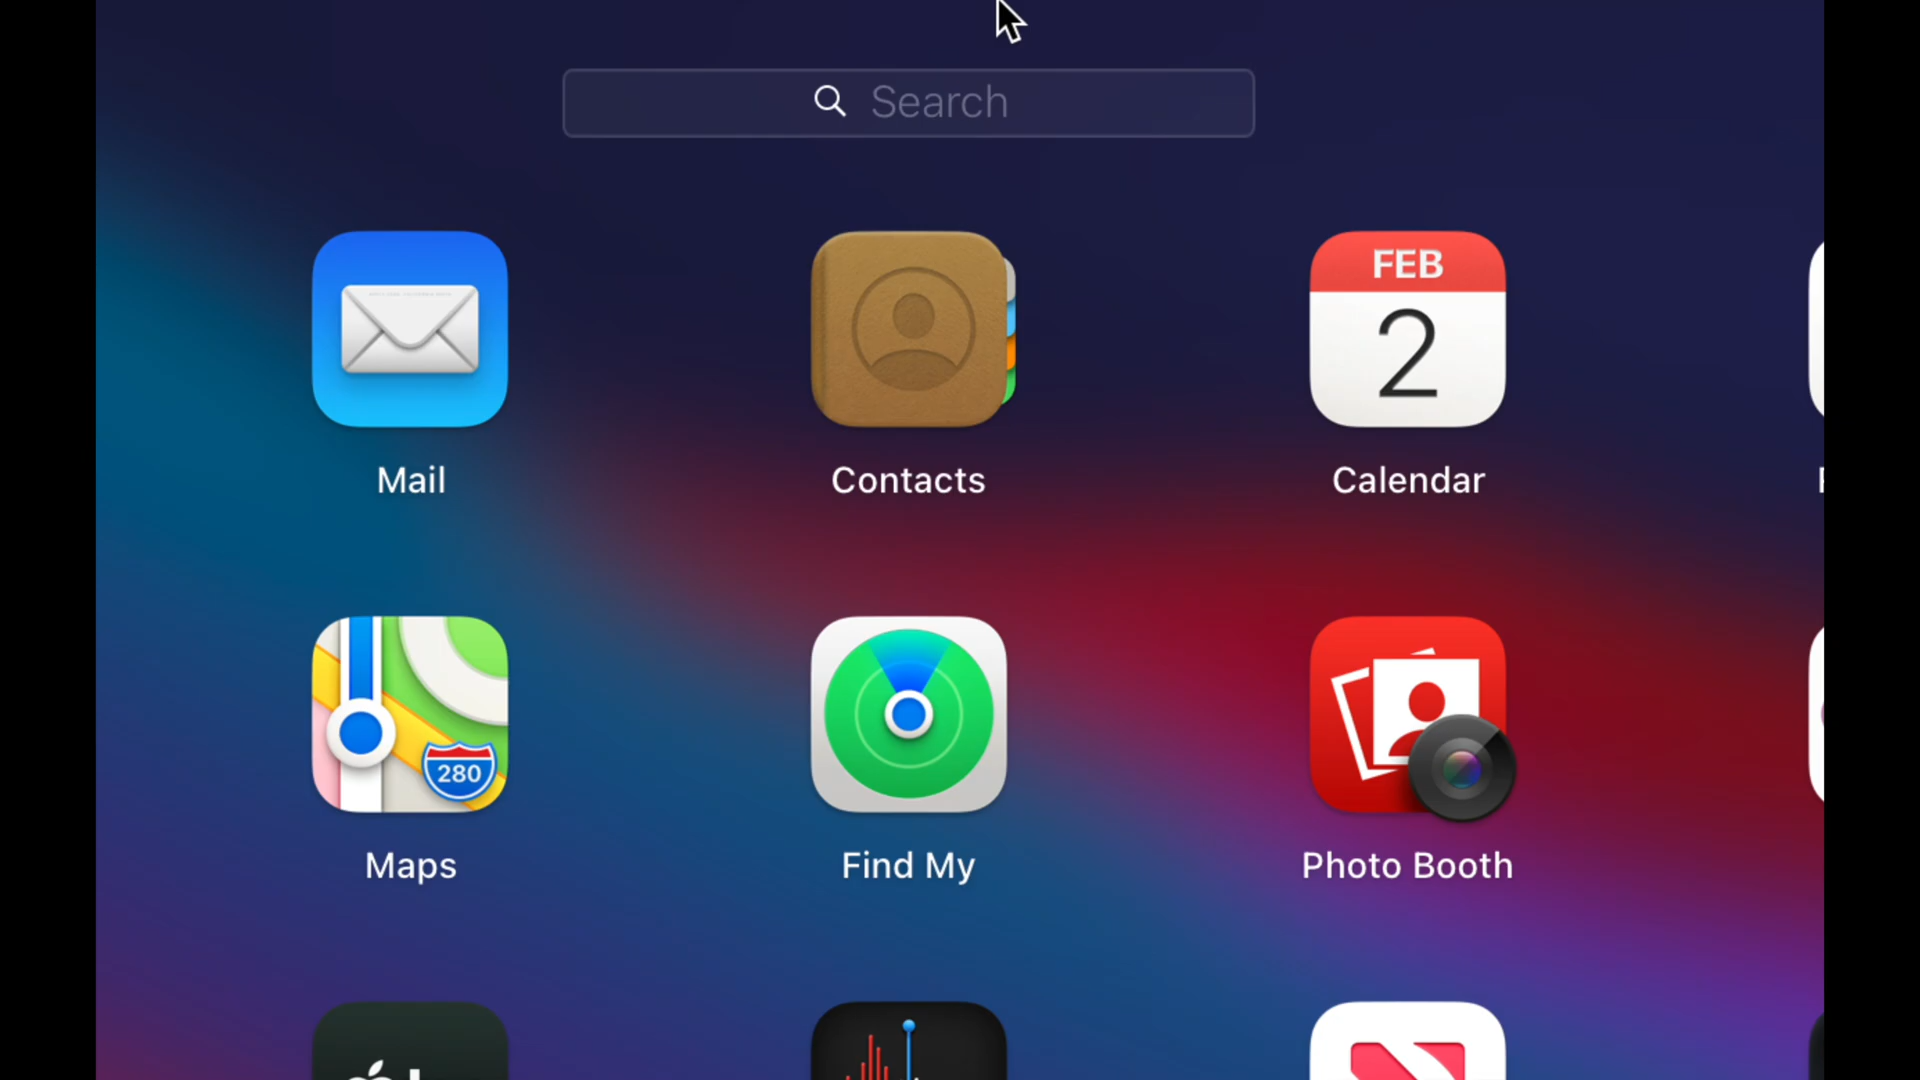 Search
FEB
2
Mail
Contacts
Calendar
280
Maps
Find My
Photo Booth